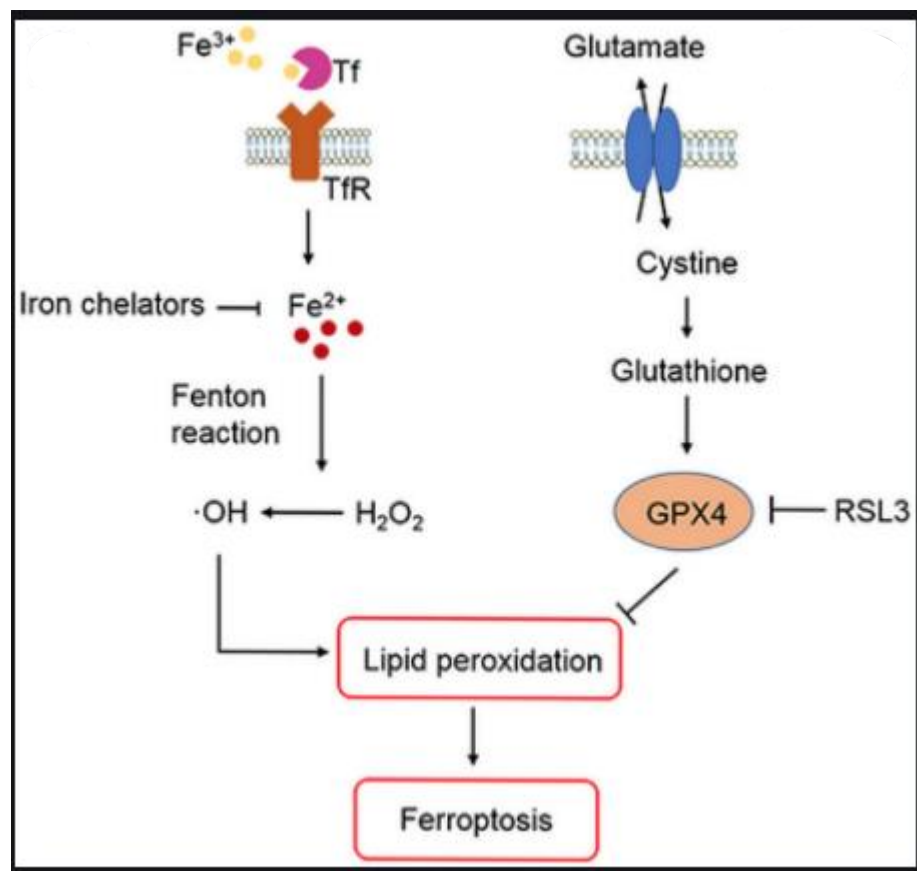 Fe³⁺
Tf
TfR
Iron chelators
Fe²⁺
Fenton
reaction
·OH
H₂O₂
Glutamate
Cystine
Glutathione
GPX4
RSL3
Lipid peroxidation
Ferroptosis